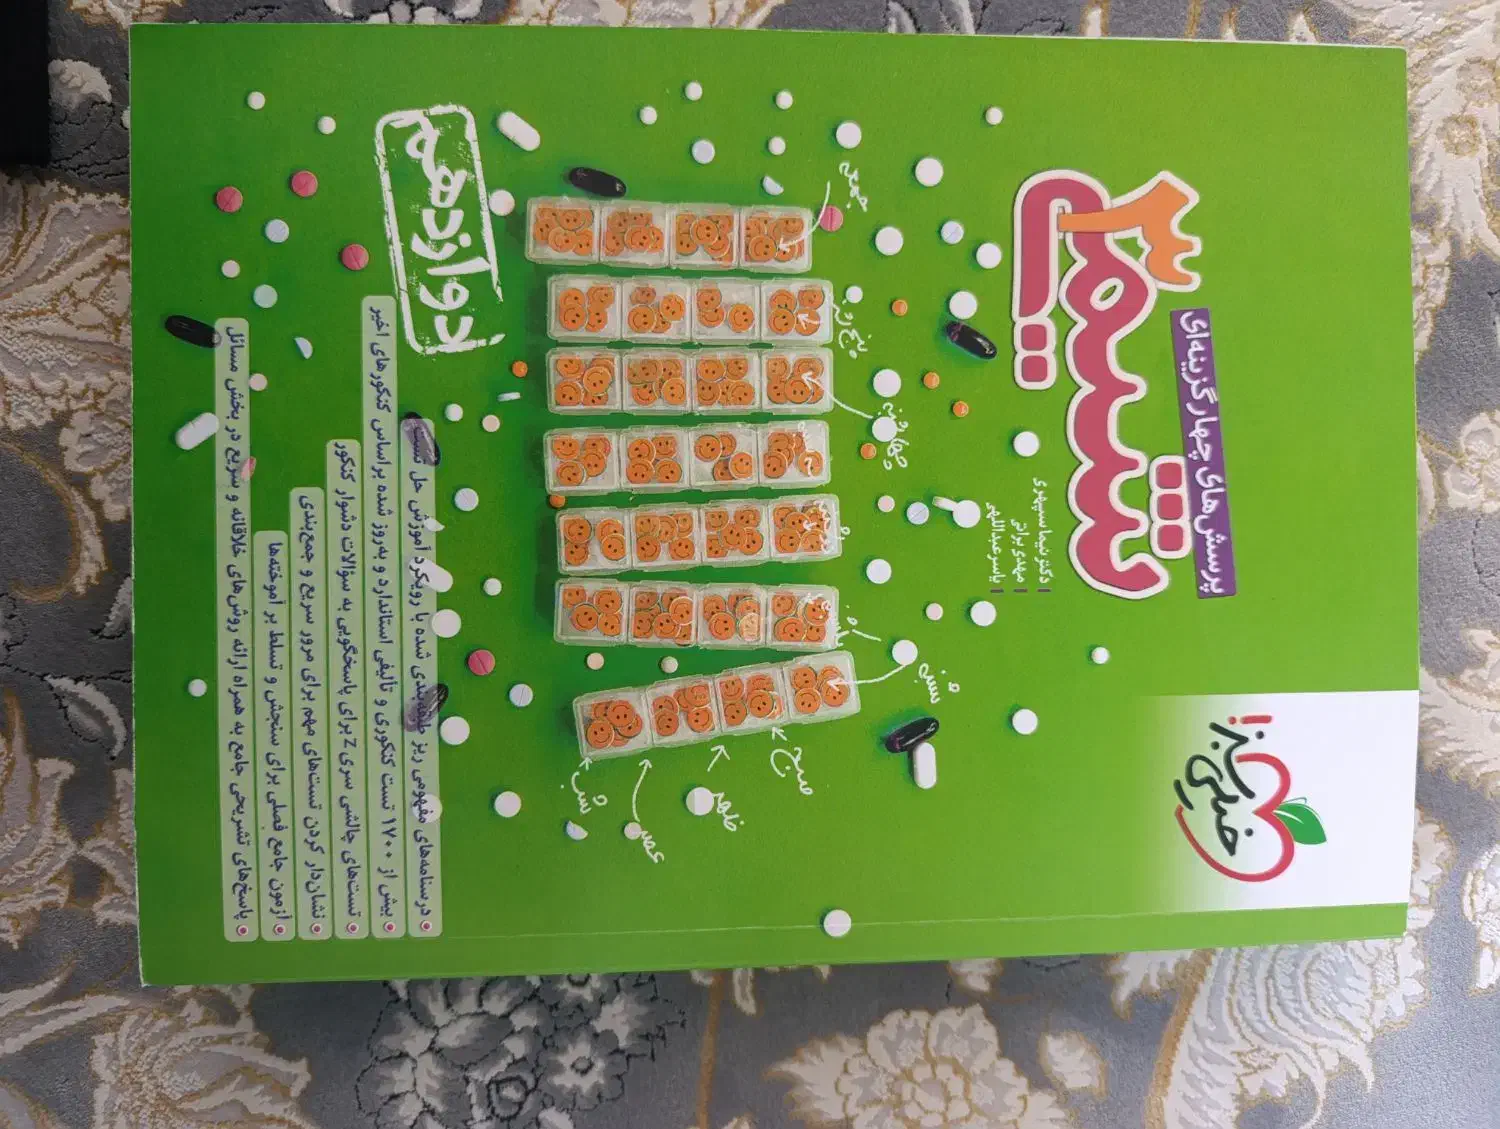 خیلی سبز!
پرسش‌های چهارگزینه‌ای
شیمی ۳
دکتر نیما سپهری
مهدی براتی
یاسر عبداللهی
جمعه
پنج‌شنبه
چهارشنبه
شنبه
صبح
ظهر
عصر
شب
دوازدهم
درسنامه‌های مفهومی ریز طبقه‌بندی شده با رویکرد آموزش حل تست
بیش از ۱۷۰۰ تست کنکوری و تألیفی استاندارد و به‌روز شده براساس کنکورهای اخیر
تست‌های چالشی سری Z برای پاسخگویی به سؤالات دشوار کنکور
نشان‌دار کردن تست‌های مهم برای مرور سریع و جمع‌بندی
آزمون جامع فصلی برای سنجش و تسلط بر آموخته‌ها
پاسخ‌های تشریحی جامع به همراه ارائه روش‌های خلاقانه و سریع در بخش مسائل